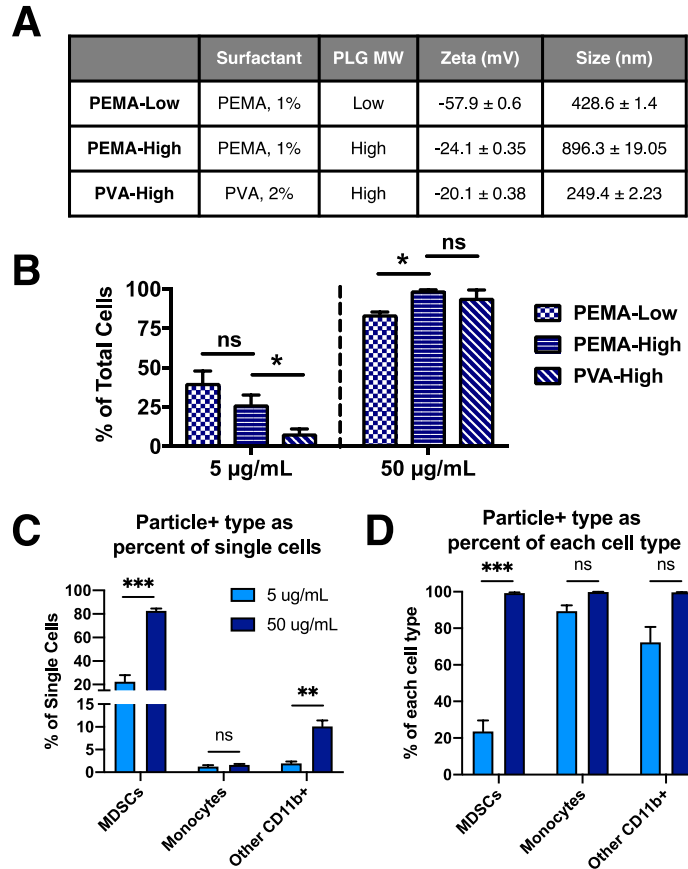 A
Surfactant PLG MW Zeta (mV) Size (nm)
PEMA-Low PEMA, 1% Low -57.9 ± 0.6 428.6 ± 1.4
PEMA-High PEMA, 1% High -24.1 ± 0.35 896.3 ± 19.05
PVA-High PVA, 2% High -20.1 ± 0.38 249.4 ± 2.23
B
% of Total Cells
100
75
50
25
0
ns
*
*
ns
5 µg/mL
50 µg/mL
PEMA-Low
PEMA-High
PVA-High
C
Particle+ type as
percent of single cells
% of Single Cells
100
80
60
40
20
15
10
5
0
***
ns
**
5 ug/mL
50 ug/mL
MDSCs
Monocytes
Other CD11b+
D
Particle+ type as
percent of each cell type
% of each cell type
100
80
60
40
20
0
***
ns
ns
MDSCs
Monocytes
Other CD11b+